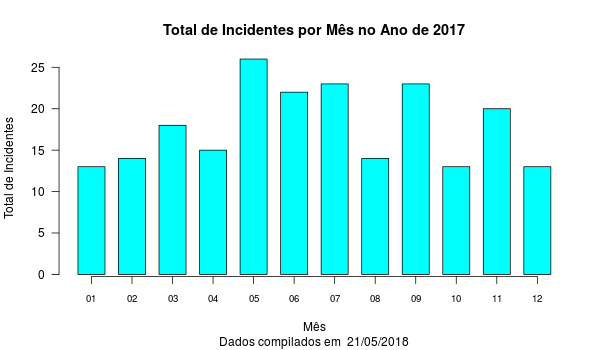 Total de Incidentes por Mês no Ano de 2017
Total de Incidentes
25
20
15
10
5
0
01 02 03 04 05 06 07 08 09 10 11 12
Mês
Dados compilados em 21/05/2018